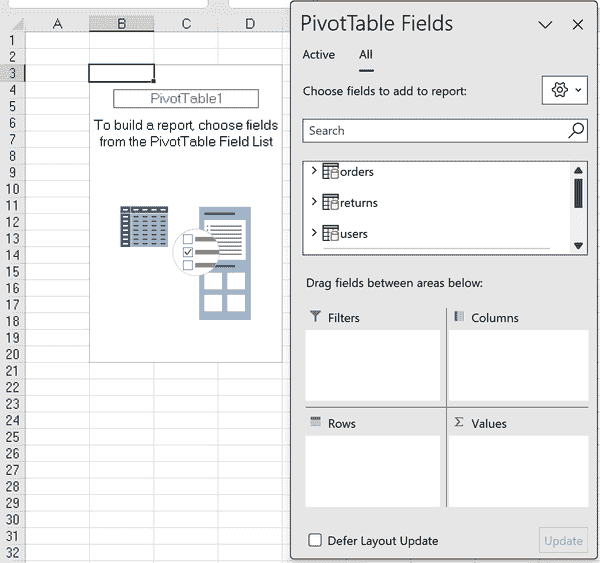 A B C D
1
2
3
4
5
6
7
8
9
10
11
12
13
14
15
16
17
18
19
20
21
22
23
24
25
26
27
28
29
30
31
32
PivotTable1
To build a report, choose fields
from the PivotTable Field List
PivotTable Fields
Active All
Choose fields to add to report:
Search
orders
returns
users
Drag fields between areas below:
Filters Columns
Rows Σ Values
Defer Layout Update Update